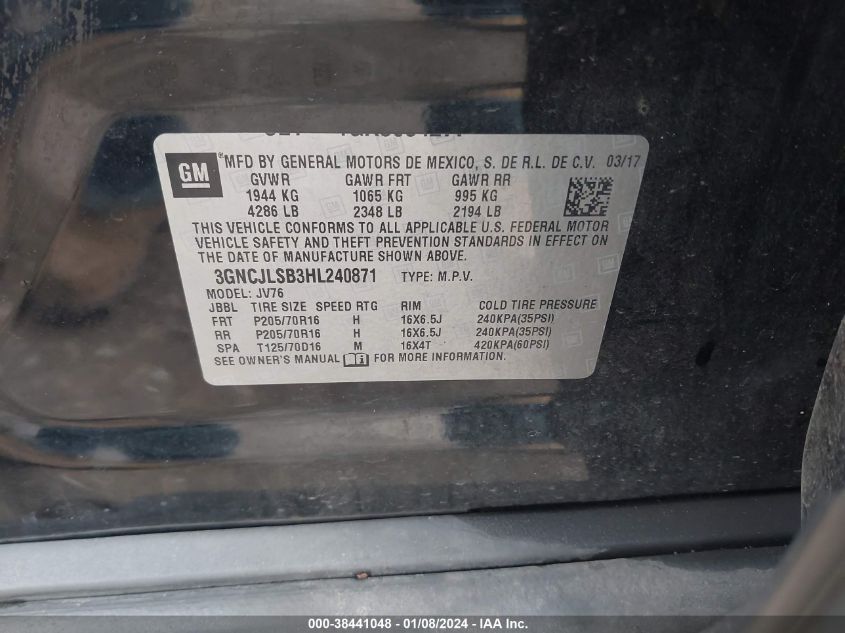 GM
MFD BY GENERAL MOTORS DE MEXICO, S. DE R.L. DE C.V. 03/17
GVWR GAWR FRT GAWR RR
1944 KG 1065 KG 995 KG
4286 LB 2348 LB 2194 LB
THIS VEHICLE CONFORMS TO ALL APPLICABLE U.S. FEDERAL MOTOR
VEHICLE SAFETY AND THEFT PREVENTION STANDARDS IN EFFECT ON
THE DATE OF MANUFACTURE SHOWN ABOVE.
3GNCJLSB3HL240871 TYPE: M.P.V.
MODEL: JV76
JBBL TIRE SIZE SPEED RTG RIM COLD TIRE PRESSURE
FRT P205/70R16 H 16X6.5J 240KPA(35PSI)
RR P205/70R16 H 16X6.5J 240KPA(35PSI)
SPA T125/70D16 M 16X4T 420KPA(60PSI)
SEE OWNER'S MANUAL FOR MORE INFORMATION.
000-38441048 - 01/08/2024 - IAA Inc.